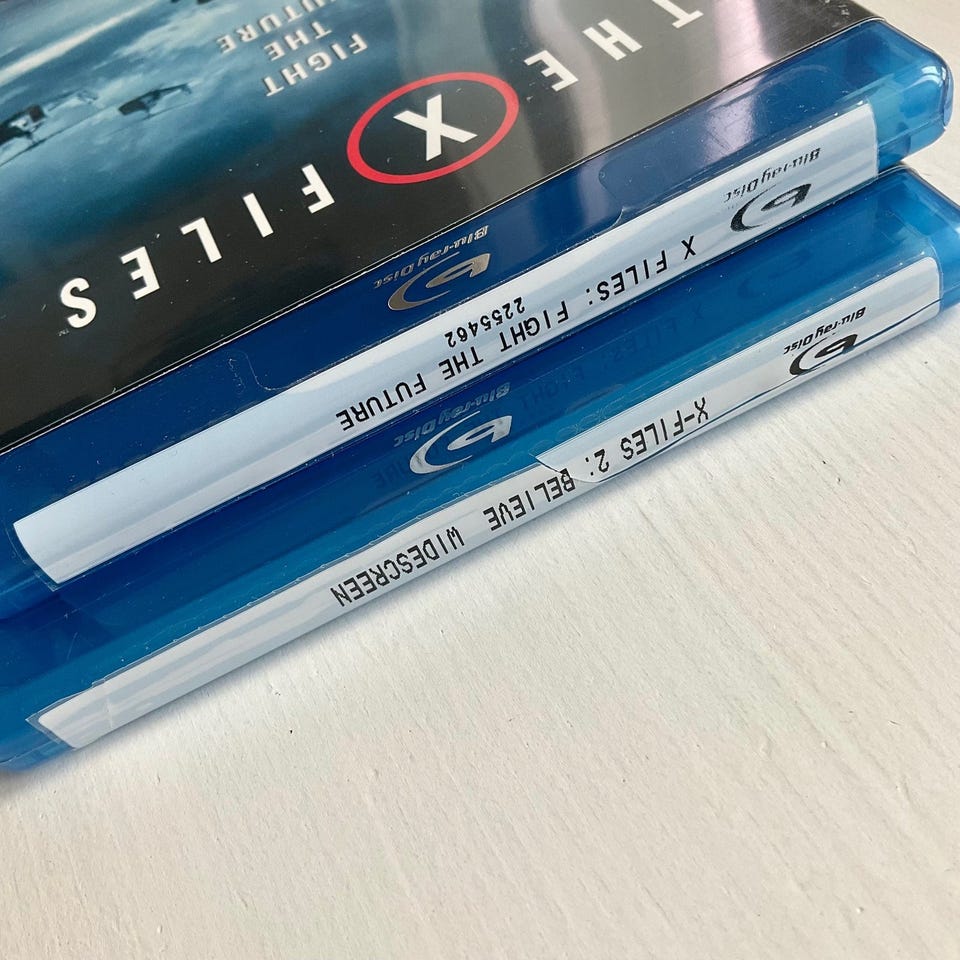 THE X FILES
™
FIGHT
THE
FUTURE
Blu-ray Disc
Blu-ray Disc
X FILES: FIGHT THE FUTURE
2255462
Blu-ray Disc
Blu-ray Disc
X-FILES 2: BELIEVE WIDESCREEN